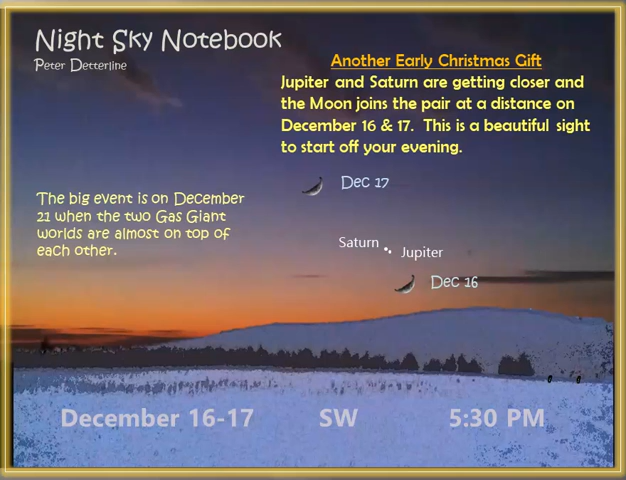 Night Sky Notebook
Peter Detterline
Another Early Christmas Gift
Jupiter and Saturn are getting closer and
the Moon joins the pair at a distance on
December 16 & 17.  This is a beautiful sight
to start off your evening.
Dec 17
The big event is on December
21 when the two Gas Giant
worlds are almost on top of
each other.
Saturn
Jupiter
Dec 16
December 16-17 SW 5:30 PM